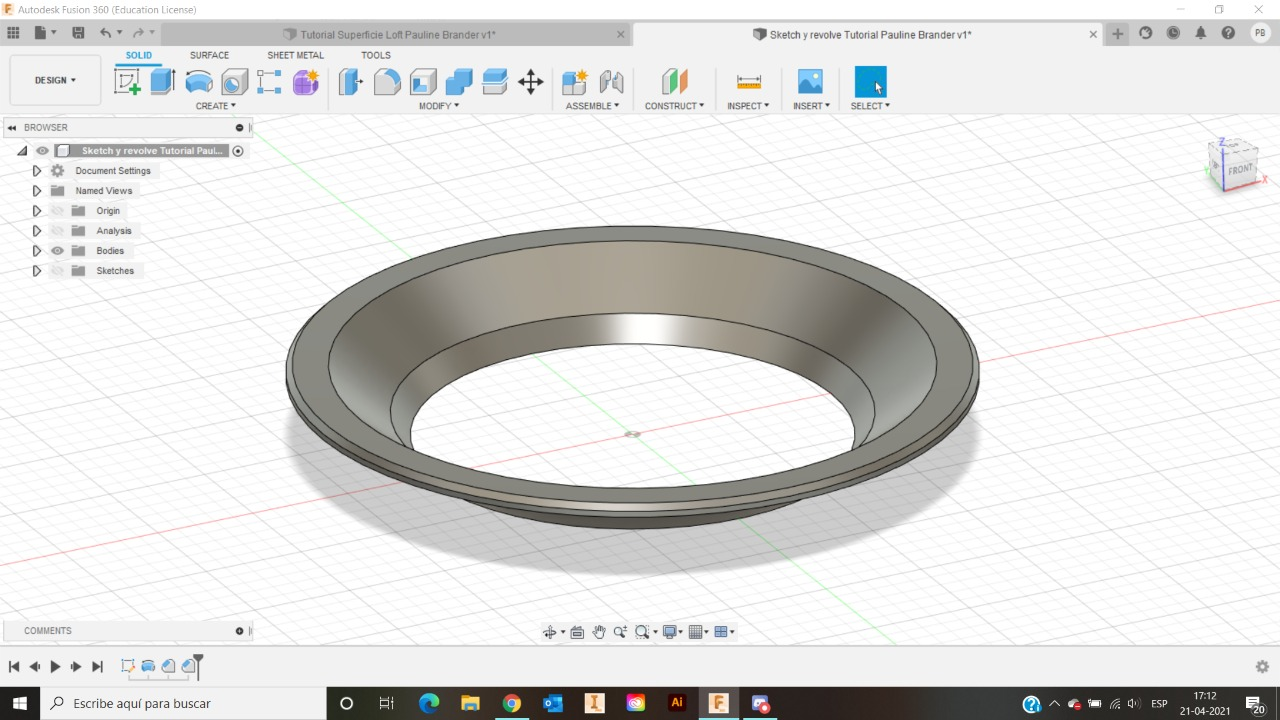 Autodesk Fusion 360 (Education License)
Tutorial Superficie Loft Pauline Brander v1*
Sketch y revolve Tutorial Pauline Brander v1*
PB
SOLID SURFACE SHEET METAL TOOLS
DESIGN
CREATE MODIFY ASSEMBLE CONSTRUCT INSPECT INSERT SELECT
BROWSER
Sketch y revolve Tutorial Paul...
Document Settings
Named Views
Origin
Analysis
Bodies
Sketches
Z
FRONT
X
Y
COMMENTS
Escribe aquí para buscar
Ai
ESP
17:12
21-04-2021
20